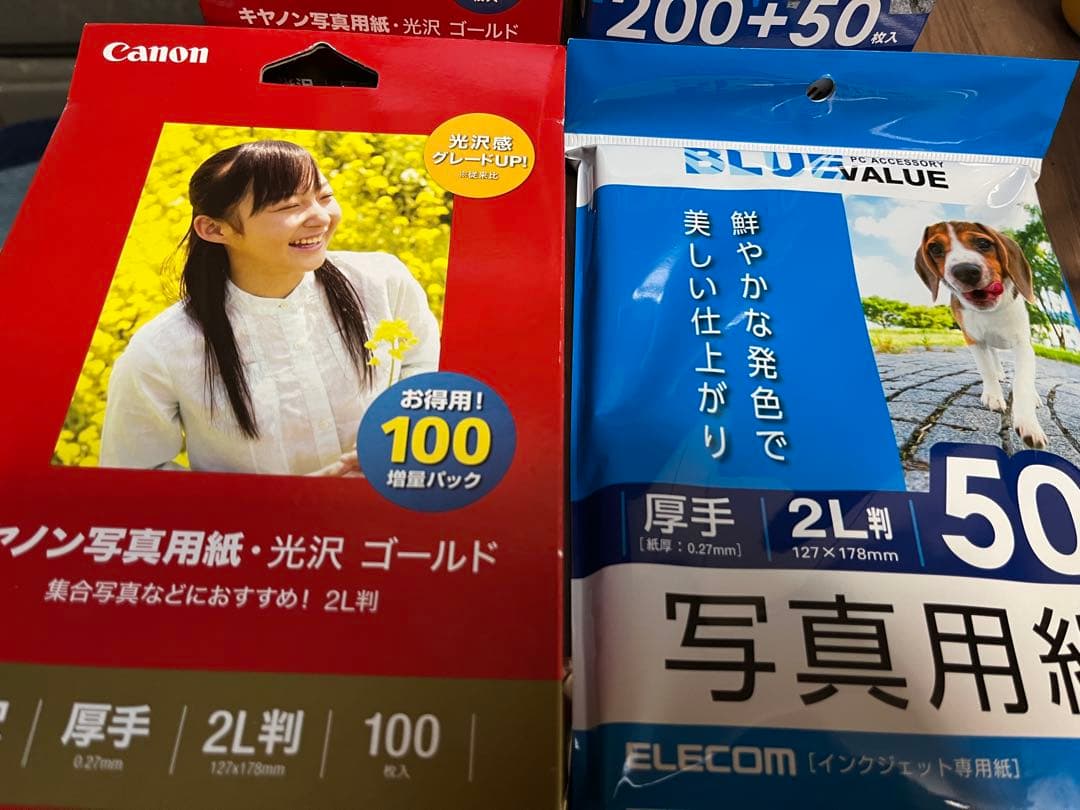 キヤノン写真用紙・光沢 ゴールド
200+50枚入
Canon
光沢感
グレードUP!
※従来比
お得用!
100
増量パック
ヤノン写真用紙・光沢 ゴールド
集合写真などにおすすめ! 2L判
厚手
0.27mm
2L判
127x178mm
100
枚入
BLUE
PC ACCESSORY
VALUE
鮮やかな発色で
美しい仕上がり
厚手
[紙厚:0.27mm]
2L判
127×178mm
50
写真用紙
ELECOM [インクジェット専用紙]